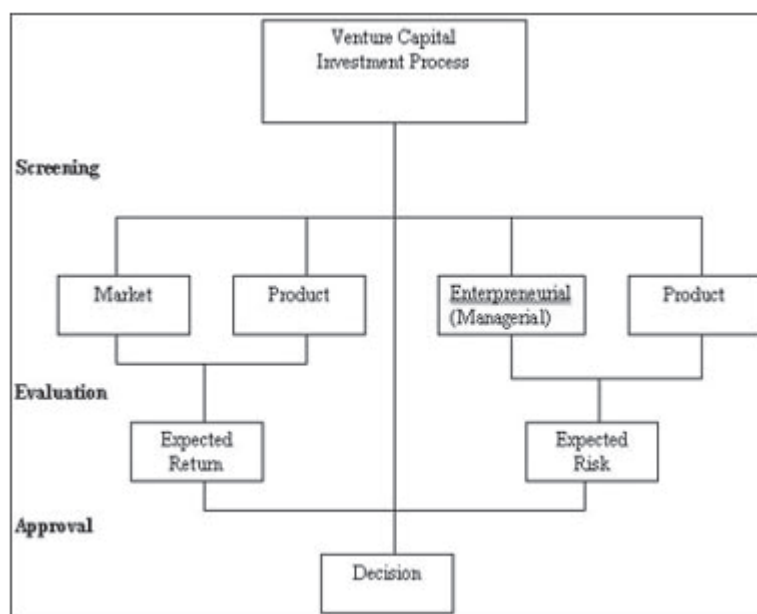 Venture Capital
Investment Process
Screening
Market
Product
Enterpreneurial
(Managerial)
Product
Evaluation
Expected
Return
Expected
Risk
Approval
Decision